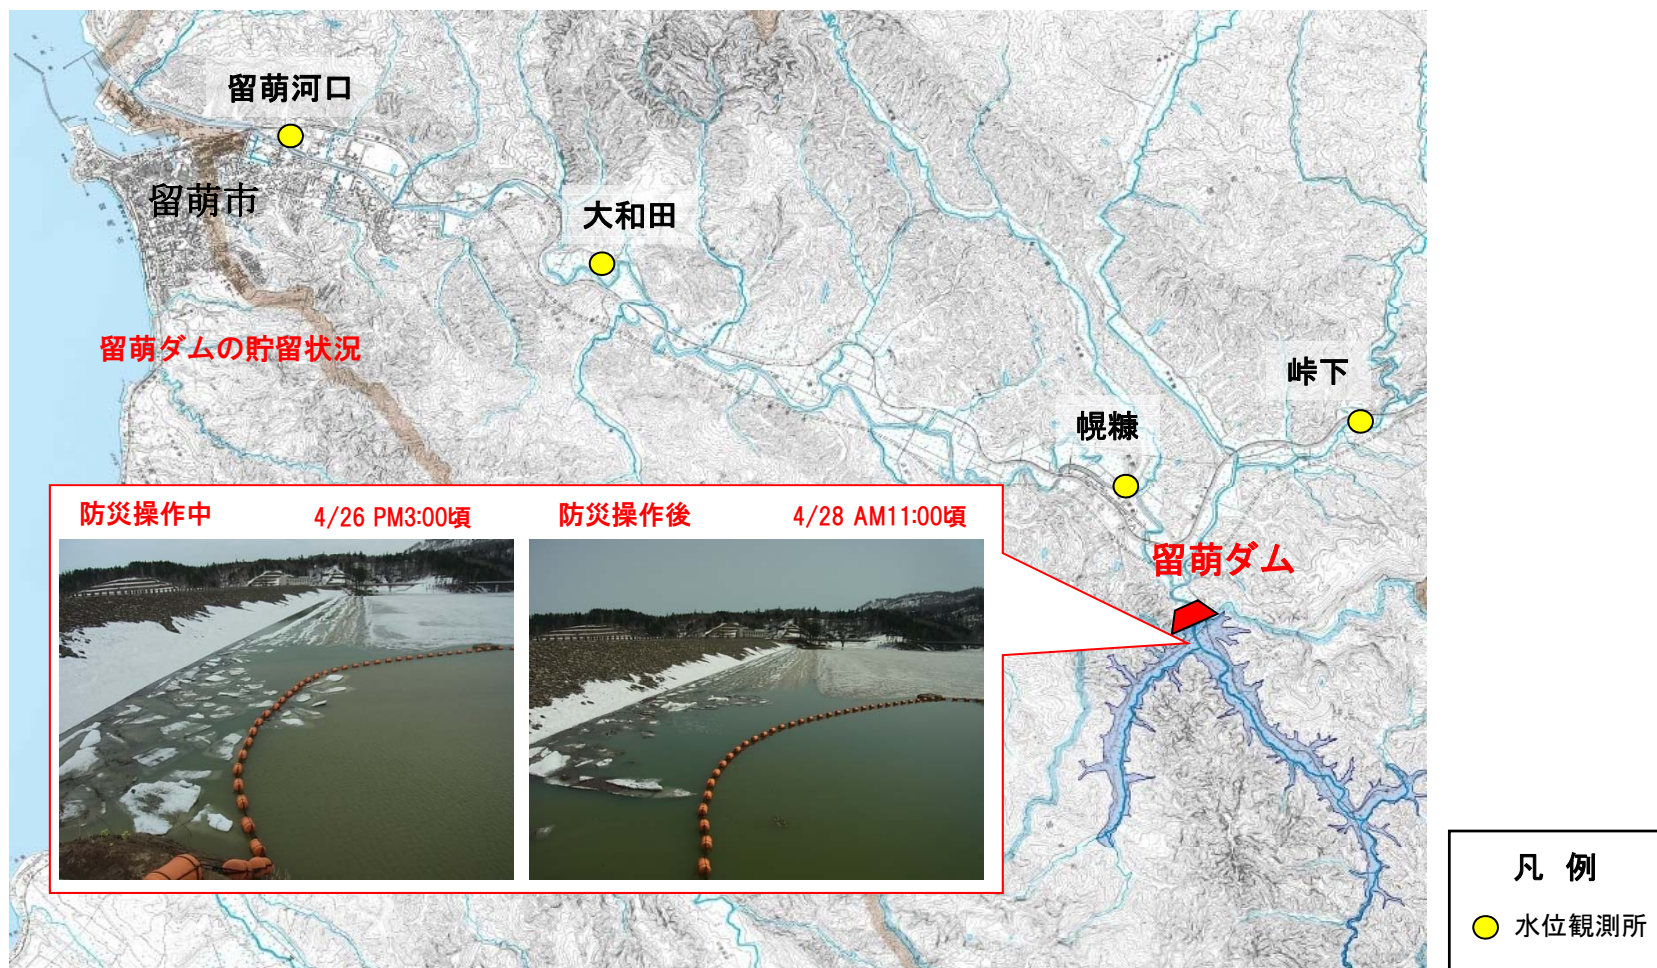 留萌河口
留萌市
大和田
留萌ダムの貯留状況
峠下
幌糠
防災操作中 4/26 PM3:00頃
防災操作後 4/28 AM11:00頃
留萌ダム
凡 例
水位観測所